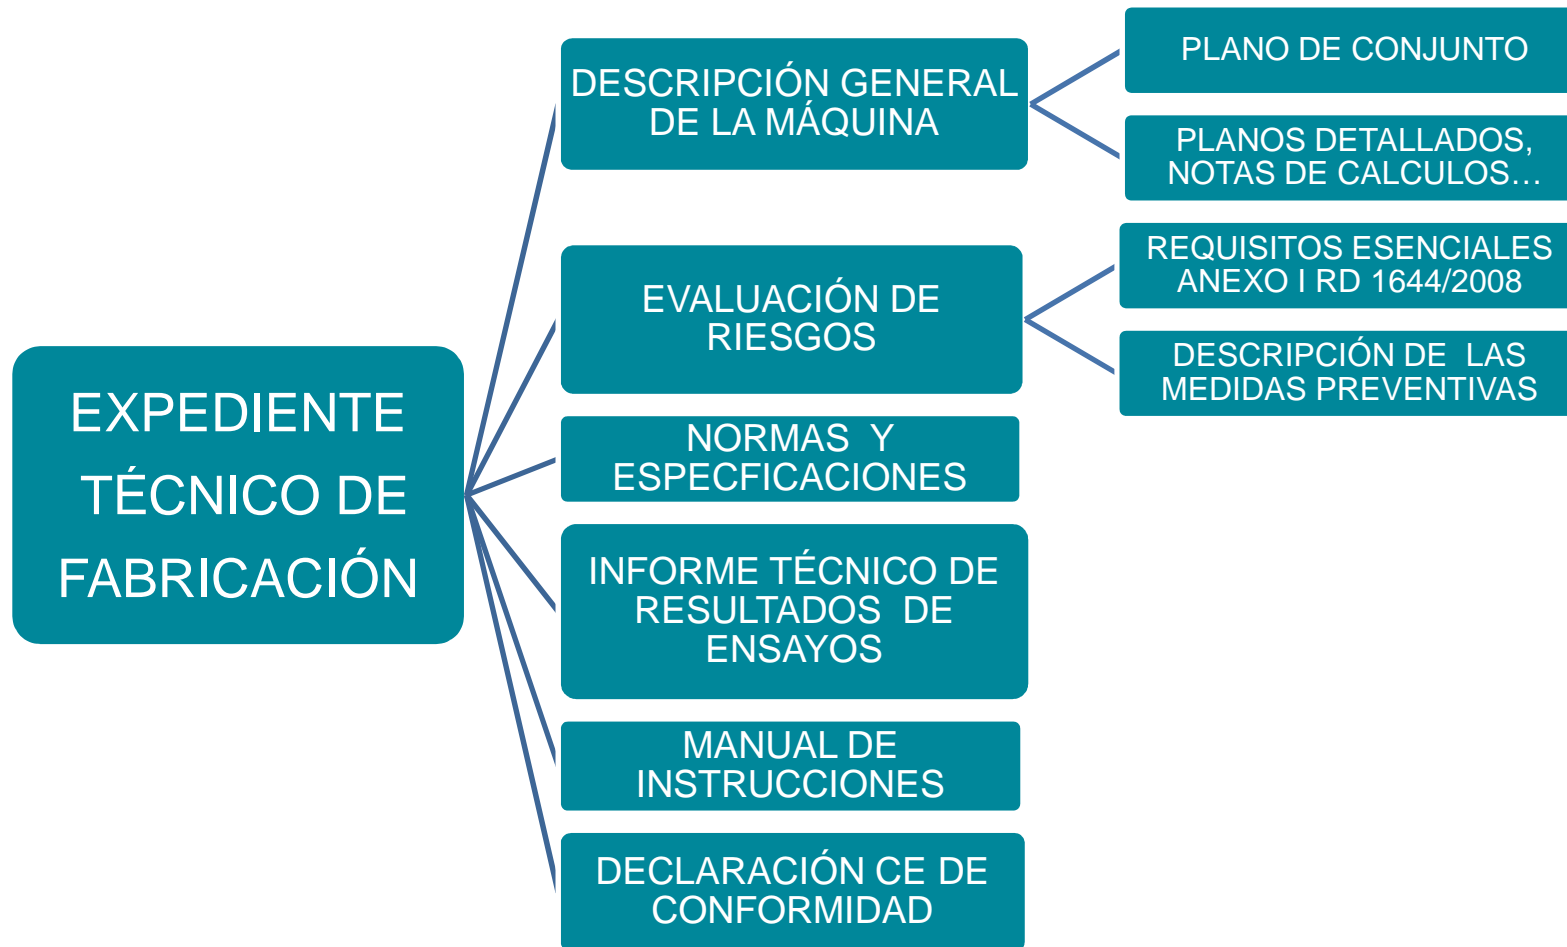 EXPEDIENTE
TÉCNICO DE
FABRICACIÓN
DESCRIPCIÓN GENERAL
DE LA MÁQUINA
PLANO DE CONJUNTO
PLANOS DETALLADOS,
NOTAS DE CALCULOS…
EVALUACIÓN DE
RIESGOS
REQUISITOS ESENCIALES
ANEXO I RD 1644/2008
DESCRIPCIÓN DE LAS
MEDIDAS PREVENTIVAS
NORMAS Y
ESPECFICACIONES
INFORME TÉCNICO DE
RESULTADOS DE
ENSAYOS
MANUAL DE
INSTRUCCIONES
DECLARACIÓN CE DE
CONFORMIDAD